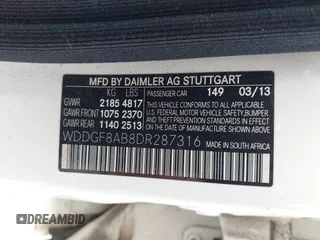 MFD BY DAIMLER AG STUTTGART
KG LBS PASSENGER CAR 149 03/13
GVWR 2185 4817
GAWR FRONT 1075 2370
GAWR REAR 1140 2513
THIS VEHICLE CONFORMS TO ALL
APPLICABLE U.S. FEDERAL MOTOR
VEHICLE SAFETY, BUMPER,
AND THEFT PREVENTION
STANDARDS IN EFFECT ON THE DATE
OF MANUFACTURE SHOWN ABOVE
WDDGF8AB8DR287316 MADE IN SOUTH AFRICA
DREAMBID
dreambid.com